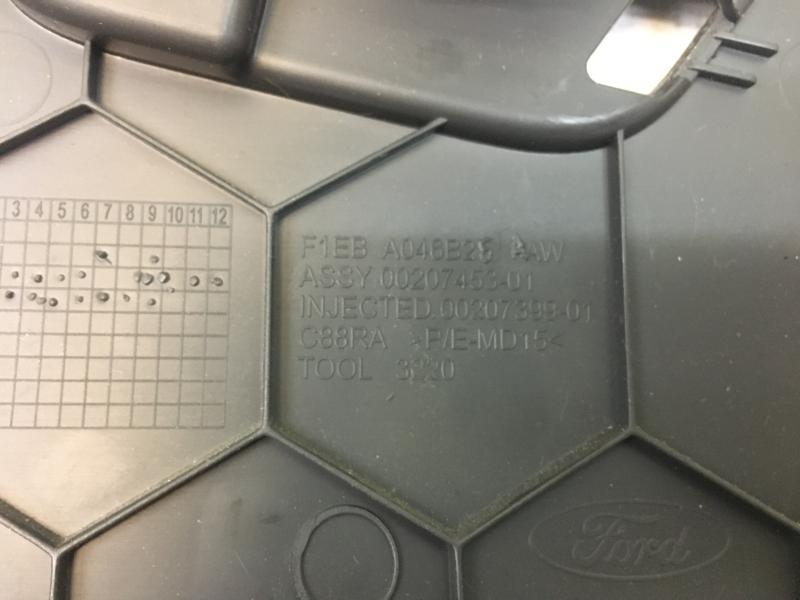 3 4 5 6 7 8 9 10 11 12
F1EB A046B25 AW
ASSY 00207453-01
INJECTED 00207399-01
C88RA >P/E-MD15<
TOOL
Ford